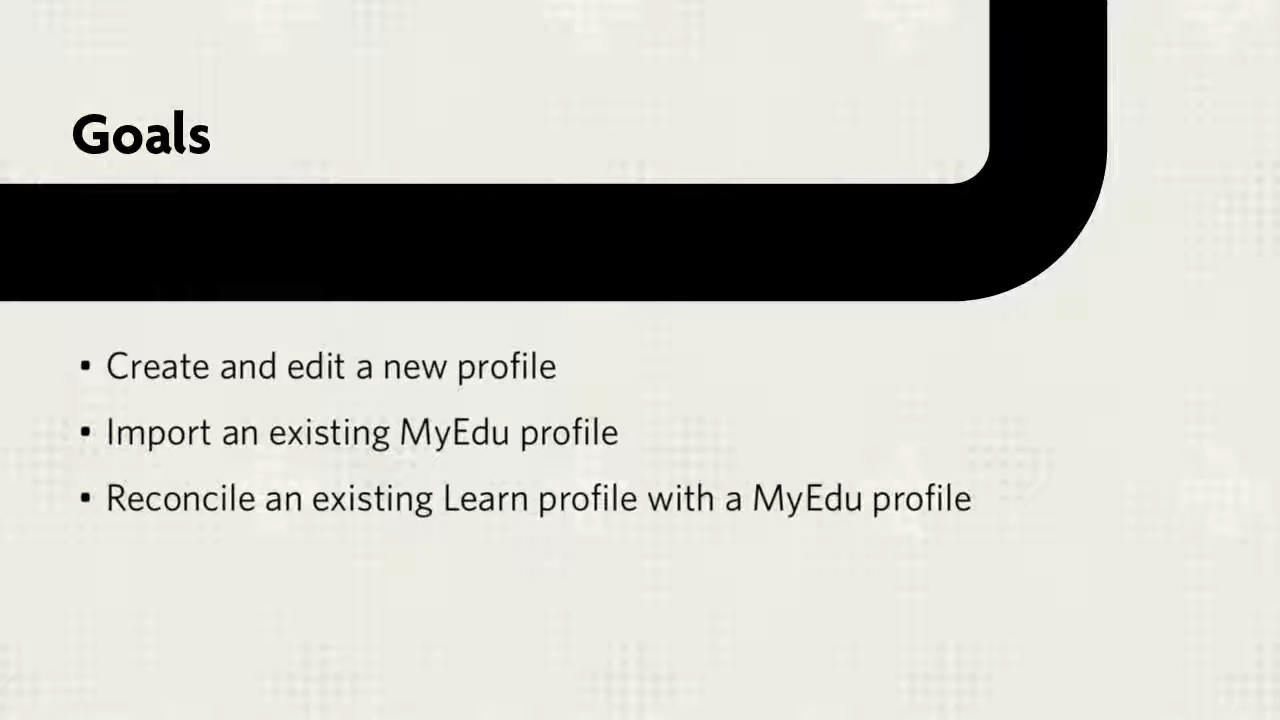 Goals
• Create and edit a new profile
• Import an existing MyEdu profile
• Reconcile an existing Learn profile with a MyEdu profile